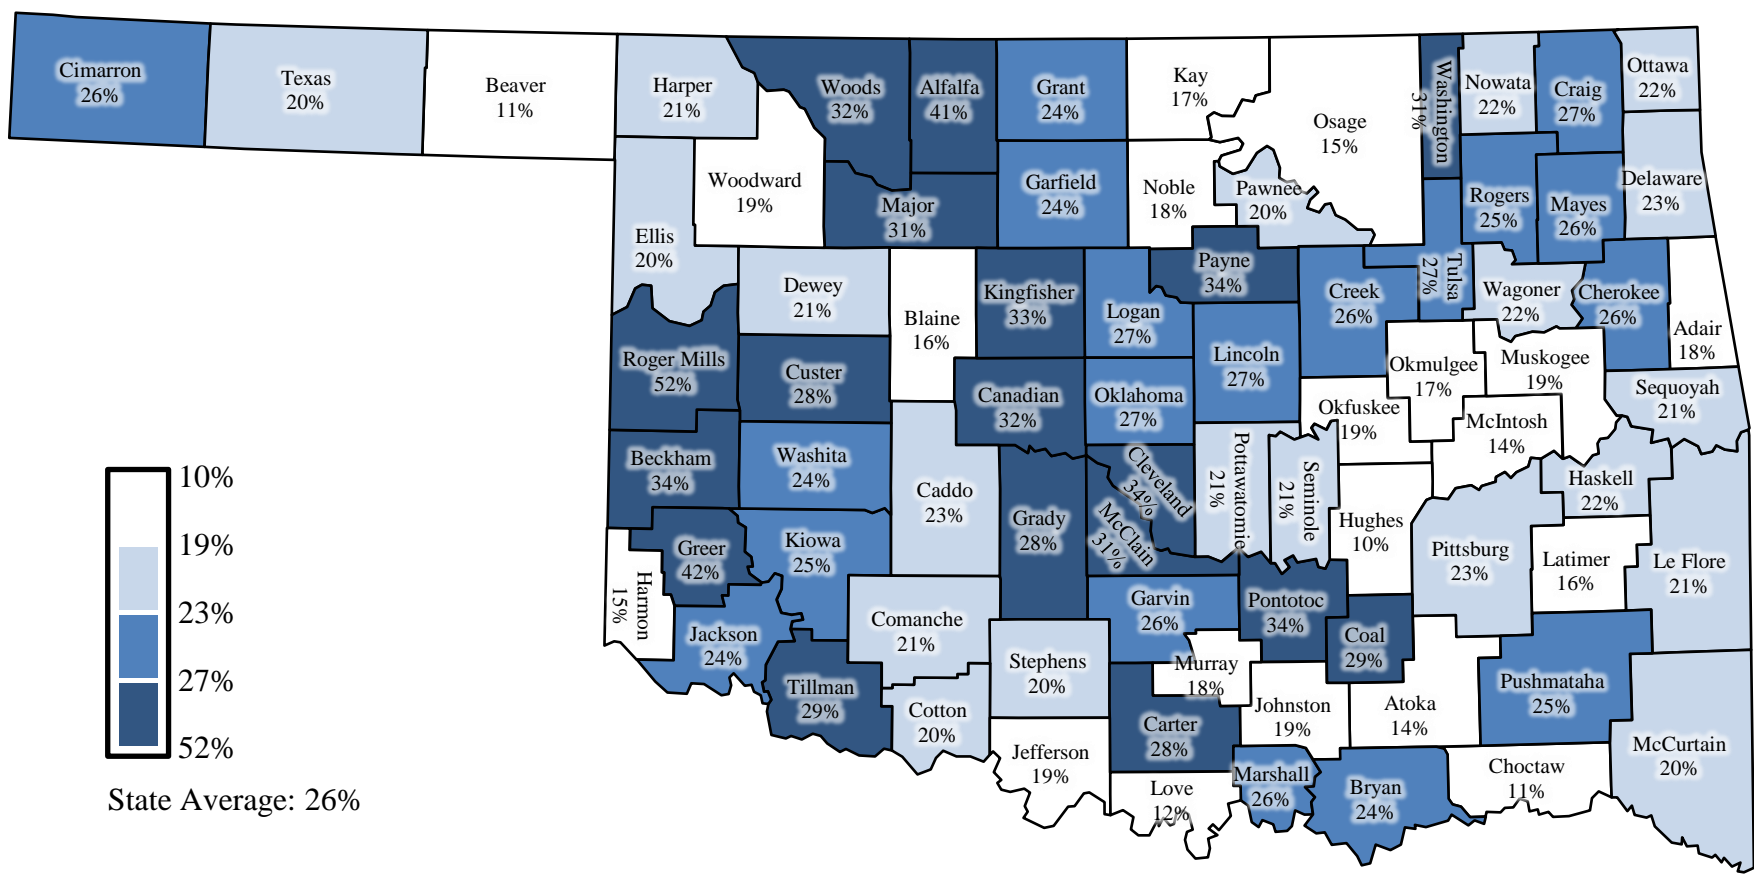 Cimarron
26%
Texas
20%
Beaver
11%
Harper
21%
Woods
32%
Alfalfa
41%
Grant
24%
Kay
17%
Osage
15%
Washington
31%
Nowata
22%
Craig
27%
Ottawa
22%
Woodward
19%
Major
31%
Garfield
24%
Noble
18%
Pawnee
20%
Rogers
25%
Mayes
26%
Delaware
23%
Ellis
20%
Dewey
21%
Blaine
16%
Kingfisher
33%
Logan
27%
Payne
34%
Creek
26%
Tulsa
27%
Wagoner
22%
Cherokee
26%
Adair
18%
Roger Mills
52%
Custer
28%
Canadian
32%
Oklahoma
27%
Lincoln
27%
Okmulgee
17%
Muskogee
19%
Sequoyah
21%
Okfuskee
19%
McIntosh
14%
Beckham
34%
Washita
24%
Caddo
23%
Grady
28%
Cleveland
34%
McClain
31%
Pottawatomie
21%
Seminole
21%
Hughes
10%
Haskell
22%
Pittsburg
23%
Latimer
16%
Le Flore
21%
Greer
42%
Kiowa
25%
Harmon
15%
Jackson
24%
Comanche
21%
Garvin
26%
Pontotoc
34%
Coal
29%
Stephens
20%
Murray
18%
Tillman
29%
Cotton
20%
Carter
28%
Johnston
19%
Atoka
14%
Pushmataha
25%
McCurtain
20%
Jefferson
19%
Love
12%
Marshall
26%
Bryan
24%
Choctaw
11%
10%
19%
23%
27%
52%
State Average: 26%